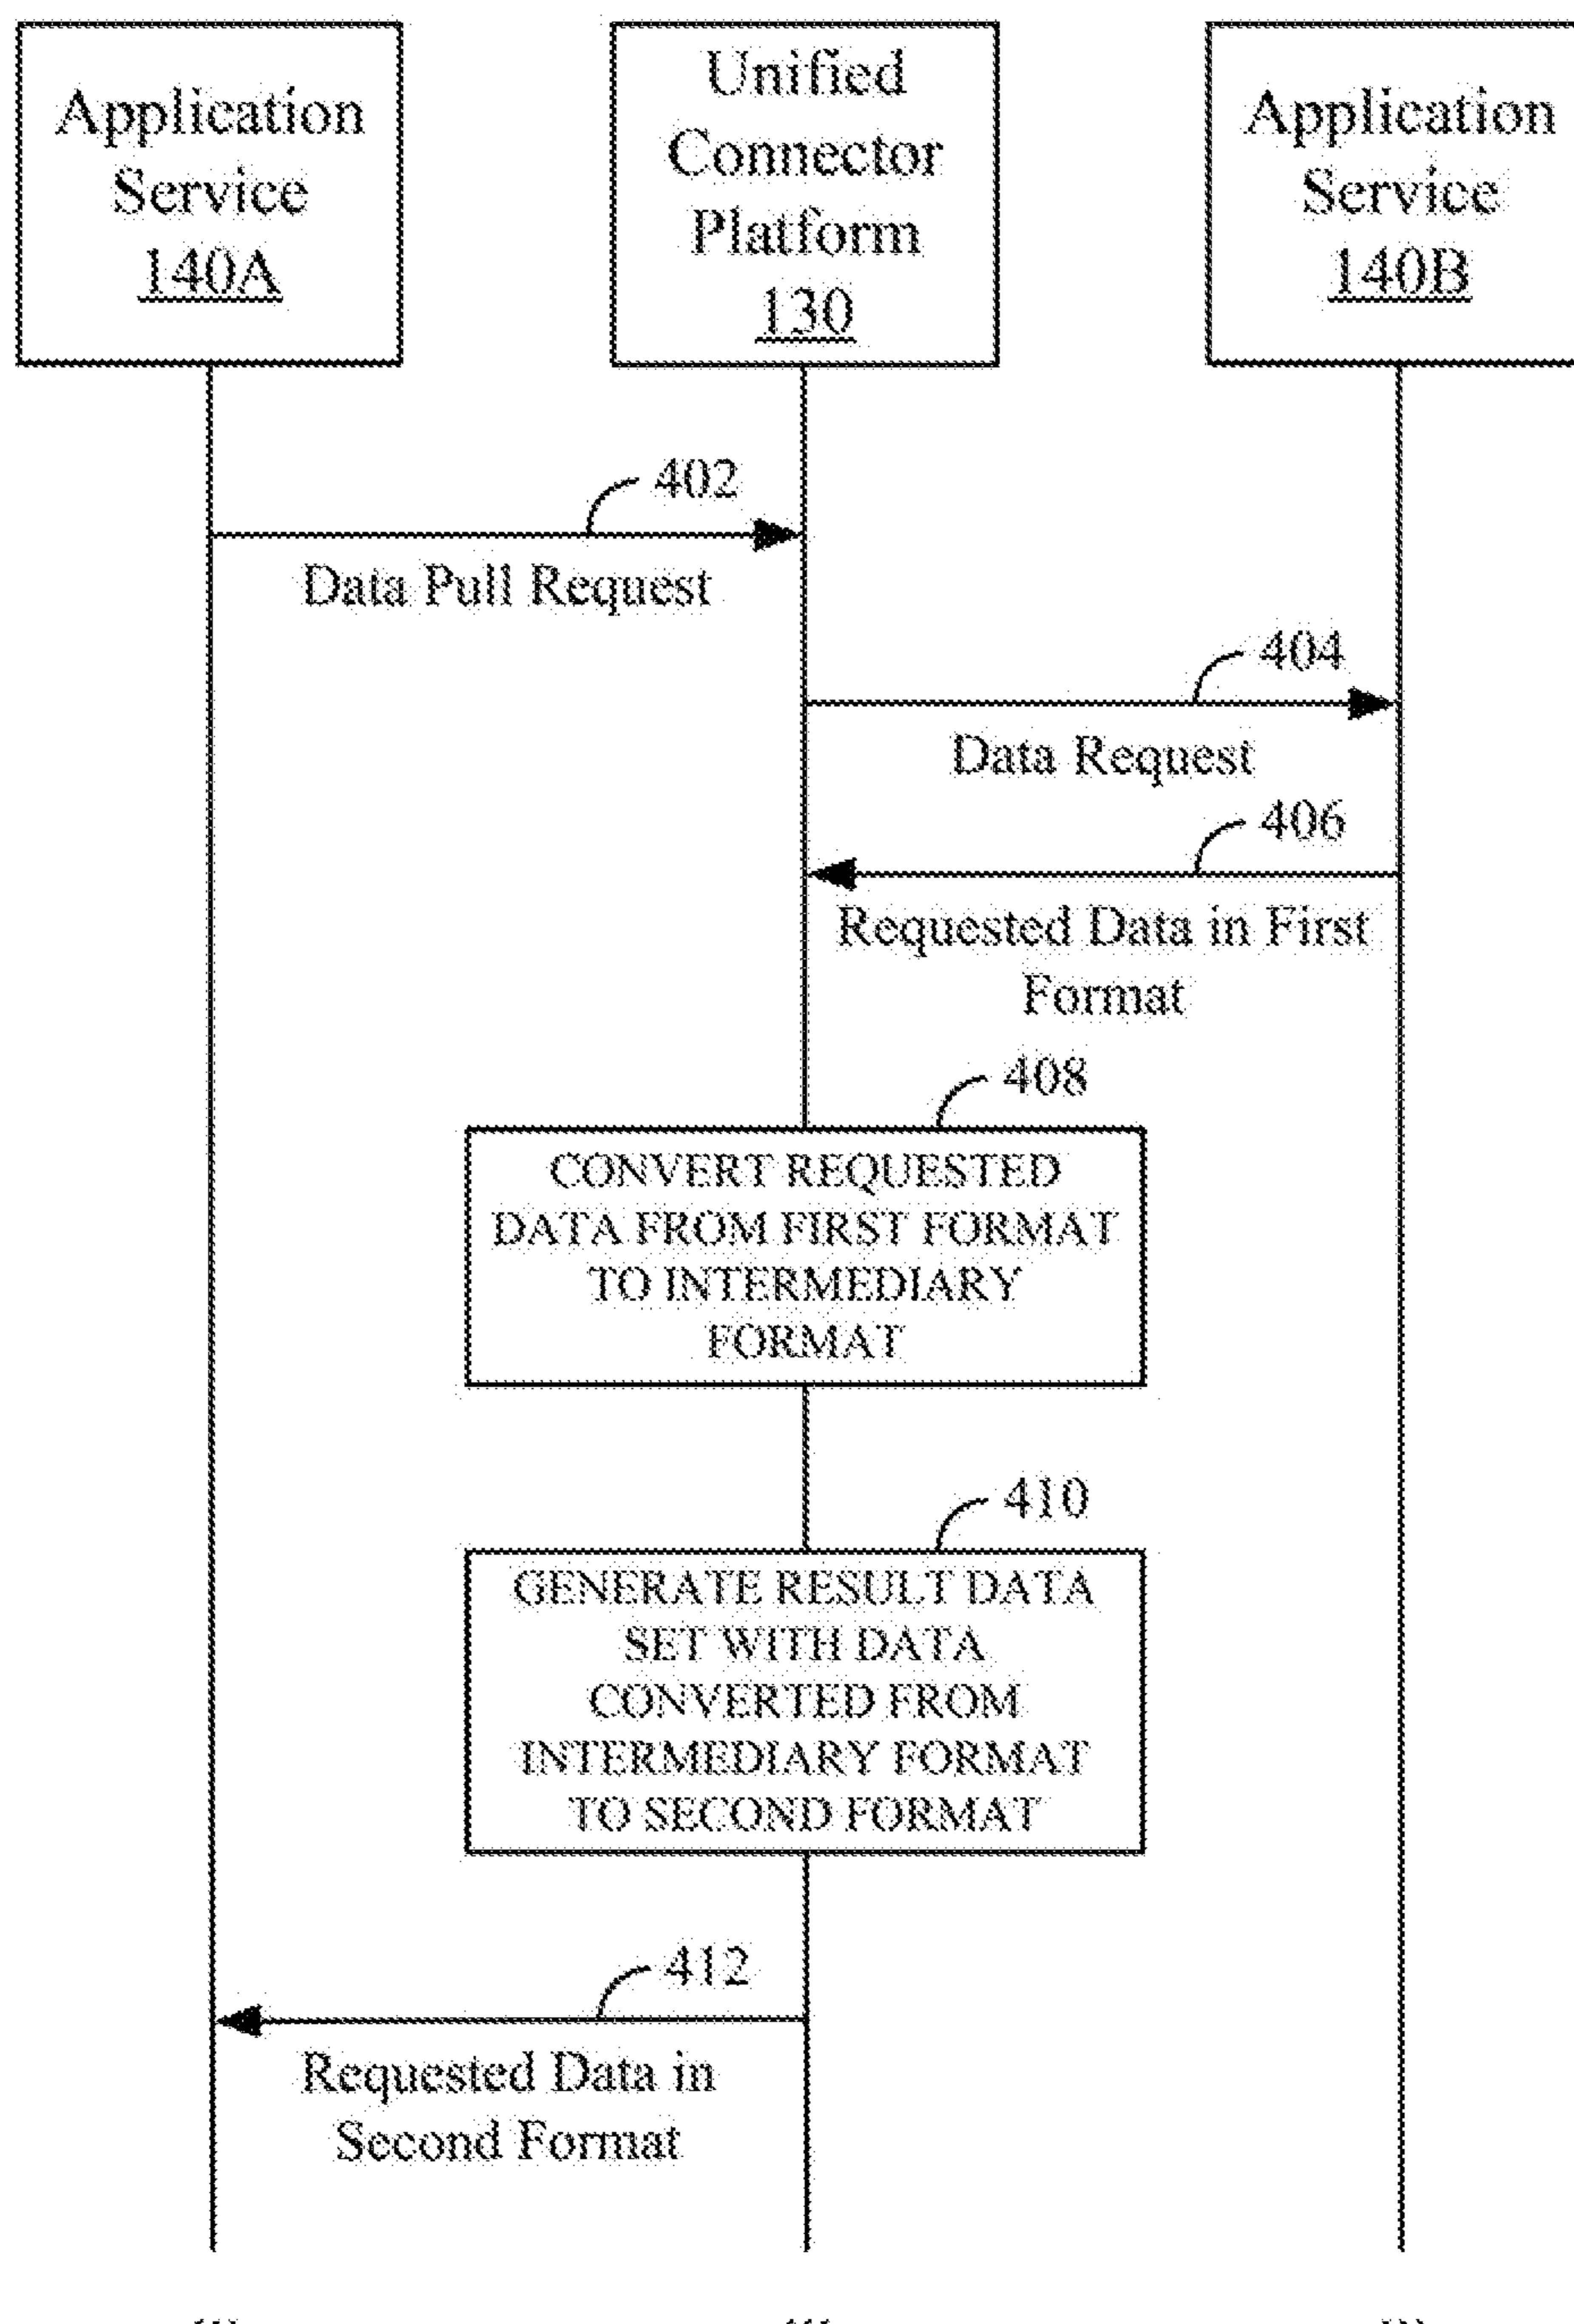 Application
Service
140A
Unified
Connector
Platform
130
Application
Service
140B
402
Data Pull Request
404
Data Request
406
Requested Data in First
Format
408
CONVERT REQUESTED
DATA FROM FIRST FORMAT
TO INTERMEDIARY
FORMAT
410
GENERATE RESULT DATA
SET WITH DATA
CONVERTED FROM
INTERMEDIARY FORMAT
TO SECOND FORMAT
412
Requested Data in
Second Format